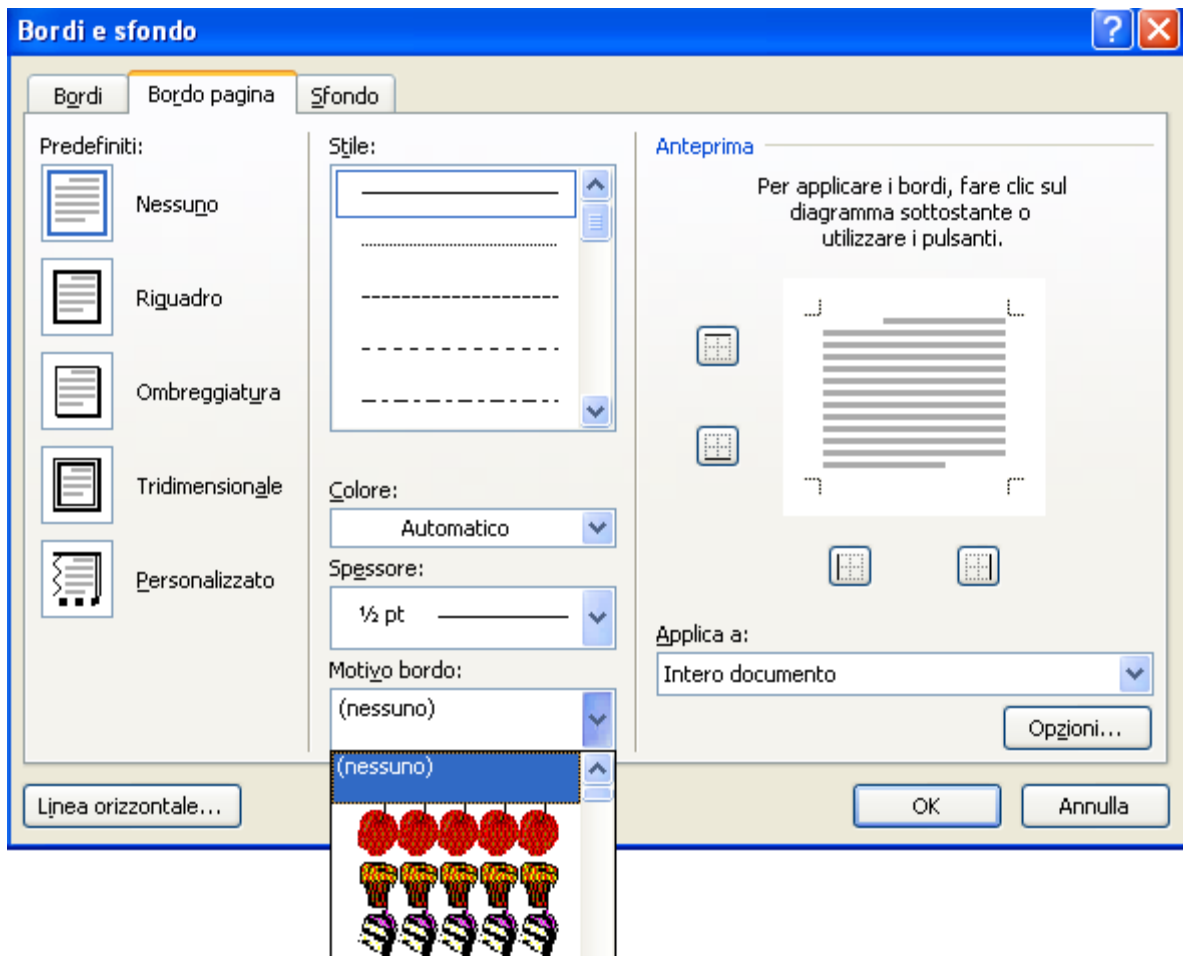 Bordi e sfondo
Bordi
Bordo pagina
Sfondo
Predefiniti:
Nessuno
Riquadro
Ombreggiatura
Tridimensionale
Personalizzato
Stile:
Colore:
Automatico
Spessore:
½ pt
Motivo bordo:
(nessuno)
(nessuno)
Anteprima
Per applicare i bordi, fare clic sul
diagramma sottostante o
utilizzare i pulsanti.
Applica a:
Intero documento
Opzioni...
Linea orizzontale...
OK
Annulla